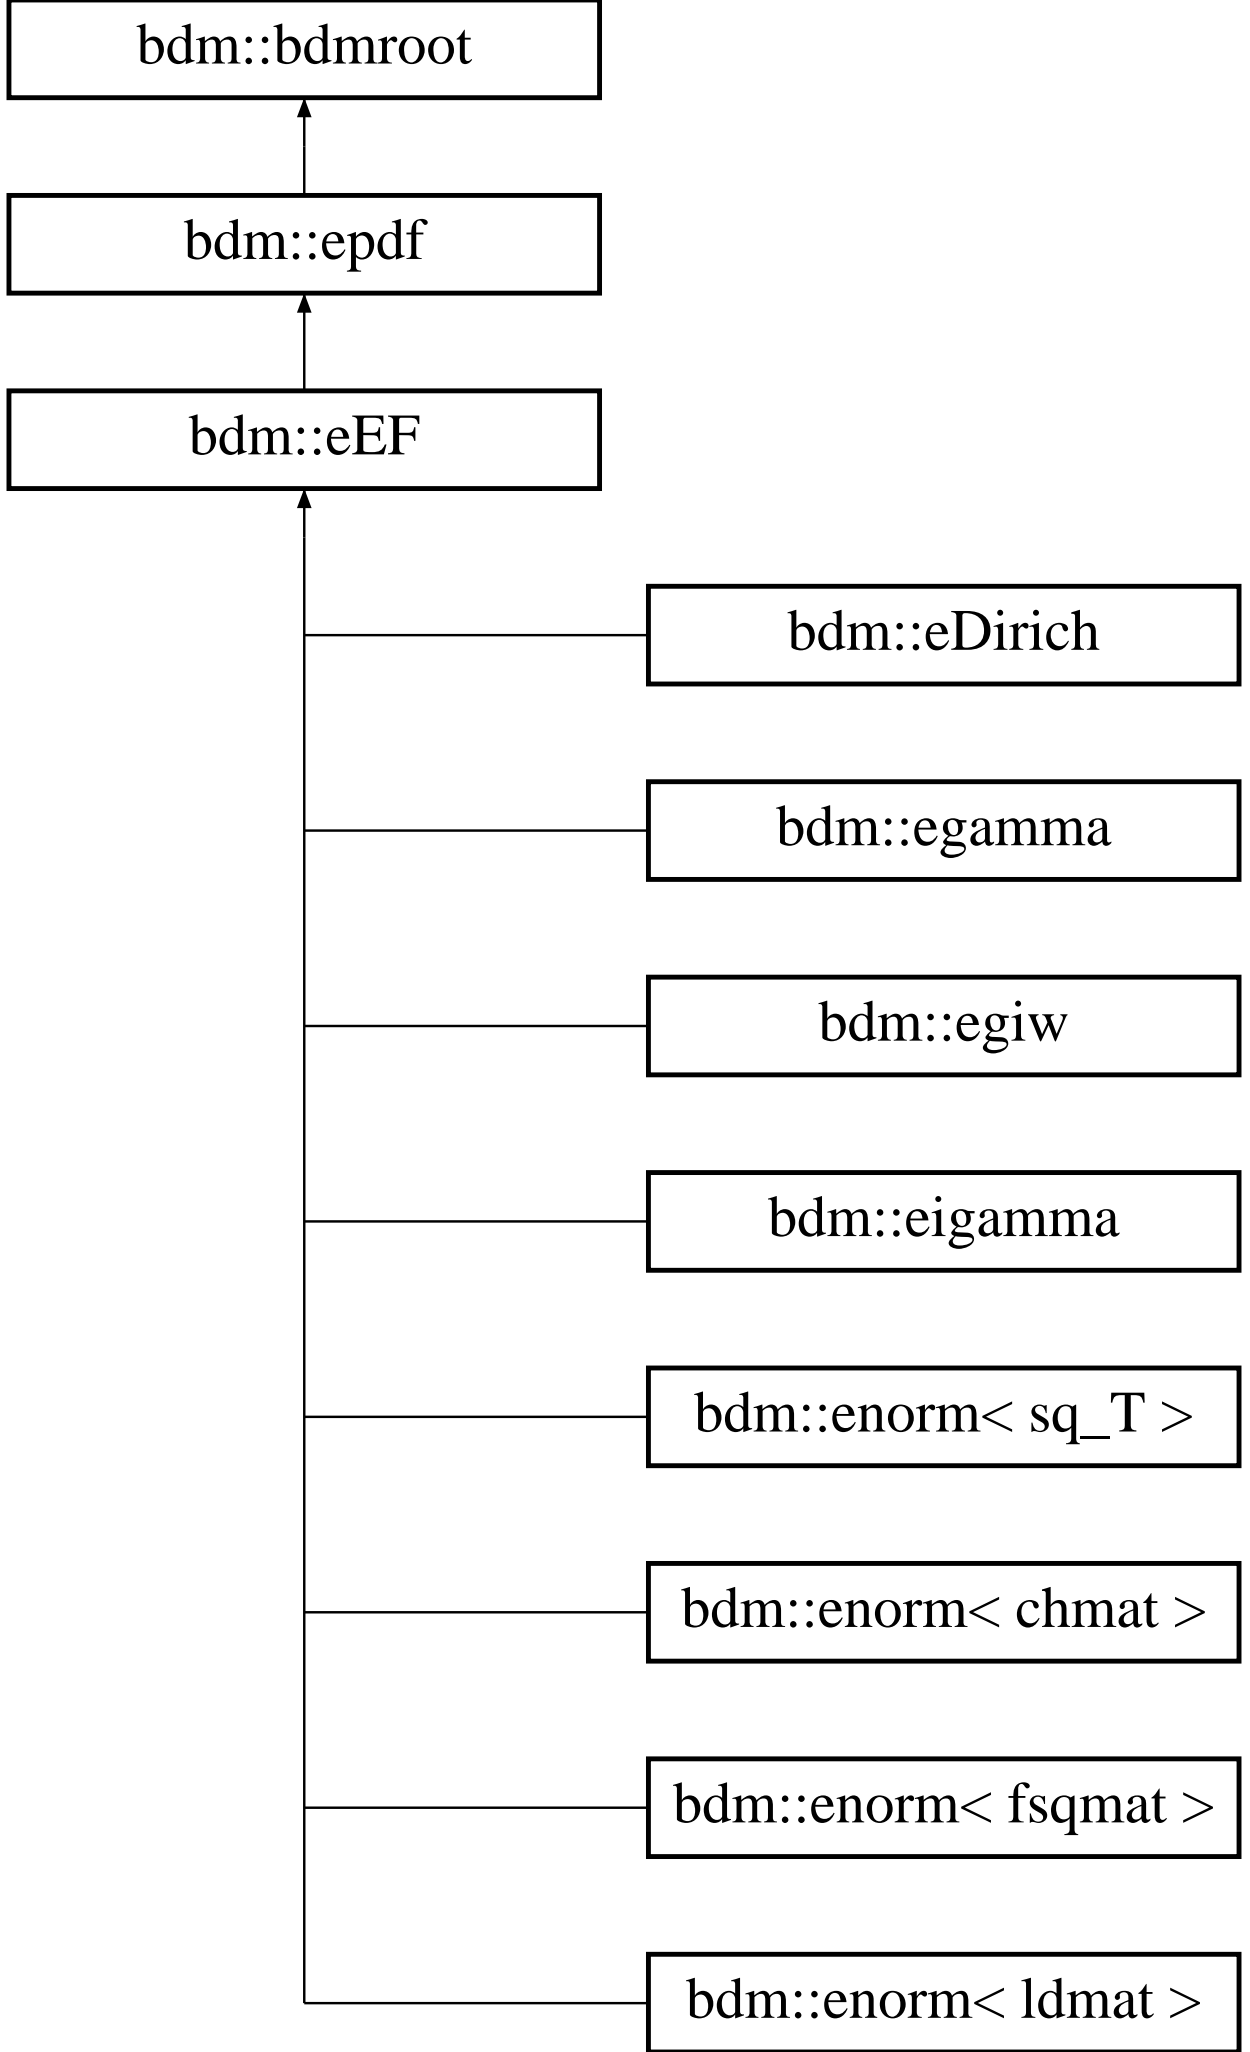 bdm::bdmroot
bdm::epdf
bdm::eEF
bdm::eDirich
bdm::egamma
bdm::egiw
bdm::eigamma
bdm::enorm< sq_T >
bdm::enorm< chmat >
bdm::enorm< fsqmat >
bdm::enorm< ldmat >